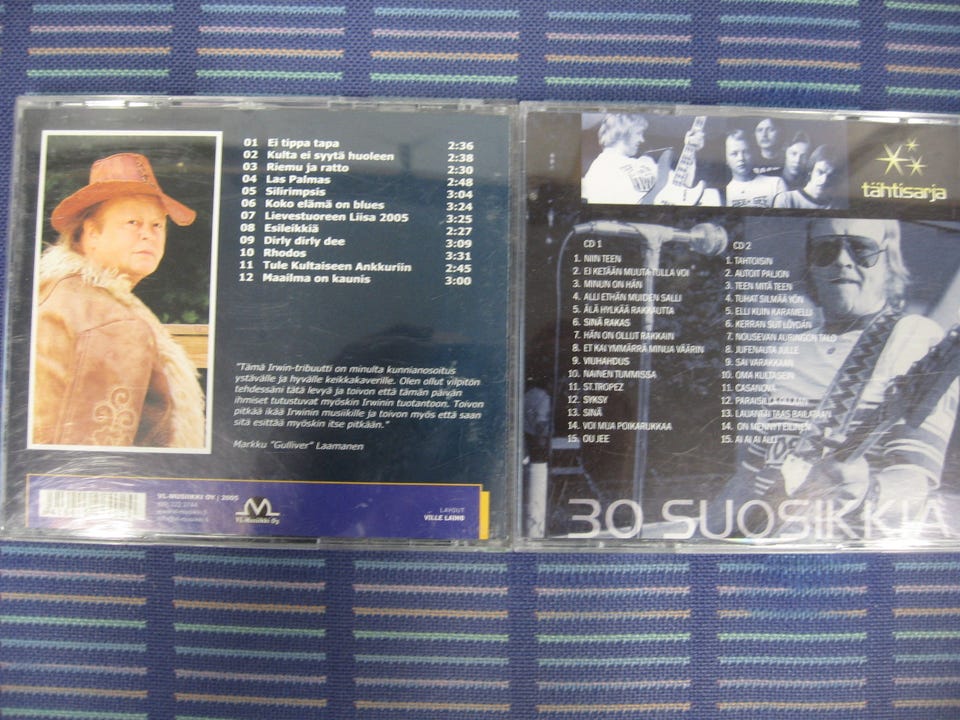 01 Ei tippa tapa 2:36
02 Kulta ei syytä huoleen 2:38
03 Riemu ja ratto 2:30
04 Las Palmas 2:48
05 Silirimpsis 3:04
06 Koko elämä on blues 3:24
07 Lievestuoreen Liisa 2005 3:25
08 Esileikkiä 2:27
09 Dirly dirly dee 3:09
10 Rhodos 3:31
11 Tule Kultaiseen Ankkuriin 2:45
12 Maailma on kaunis 3:00
"Tämä Irwin-tribuutti on minulta kunnianosoitus
ystävälle ja hyvälle keikkakaverille. Olen ollut vilpitön
tehdessäni tätä levyä ja toivon että tämän päivän
ihmiset tutustuvat myöskin Irwinin tuotantoon. Toivon
pitkää ikää Irwinin musiikille ja toivon myös että saan
sitä esittää myöskin itse pitkään."
Markku "Gulliver" Laamanen
VL-MUSIIKKI OY | 2005
VL-Musiikki Oy
LAYOUT
VILLE LAINO
tähtisarja
CD 1
1. NIIN TEEN
2. EI KETÄÄN MUUTA TULLA VOI
3. MINUN ON HÄN
4. ALLI ETHÄN MUIDEN SALLI
5. ÄLÄ HYLKÄÄ RAKKAUTTA
6. SINÄ RAKAS
7. HÄN ON OLLUT RAKKAIN
8. ET KAI YMMÄRRÄ MINUA VÄÄRIN
9. VIUHAHDUS
10. NAINEN TUMMISSA
11. ST.TROPEZ
12. SYKSY
13. SINÄ
14. VOI MUA POIKARUKKAA
15. OU JEE
CD 2
1. TAHTOISIN
2. AUTOIT PALJON
3. TEEN MITÄ TEEN
4. TUHAT SILMÄÄ YÖN
5. ELLI KUIN KARAMELLI
6. KERRAN SUT LÖYDÄN
7. NOUSEVAN AURINGON TALO
8. JUFENAUTA JULLE
9. SAI VARAKKAAN
10. OMA KULTASEIN
11. CASANOVA
12.
13. LAUANTAI TAAS BAILATAAN
14. ON MENNYT EILINEN
15. AI AI AI ALLI
30 SUOSIKKIA